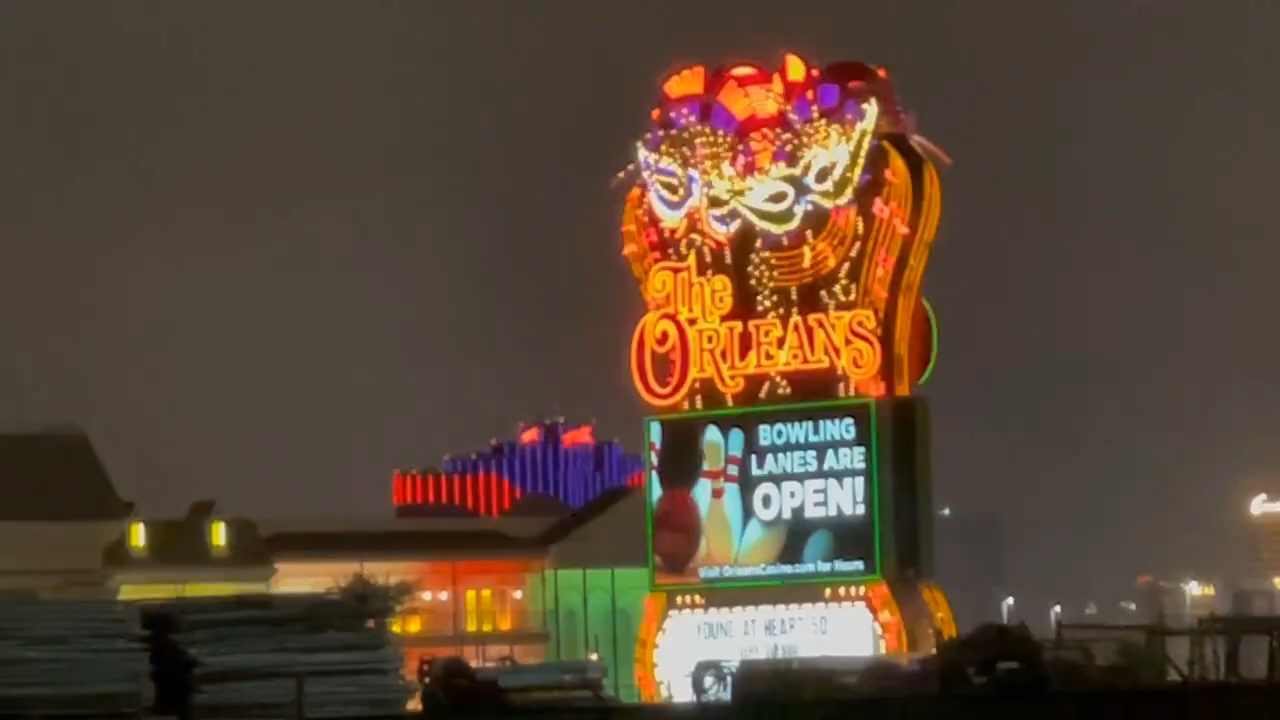 The
ORLEANS
BOWLING
LANES ARE
OPEN!
Visit OrleansCasino.com for Hours
YOUNG AT HEART 50